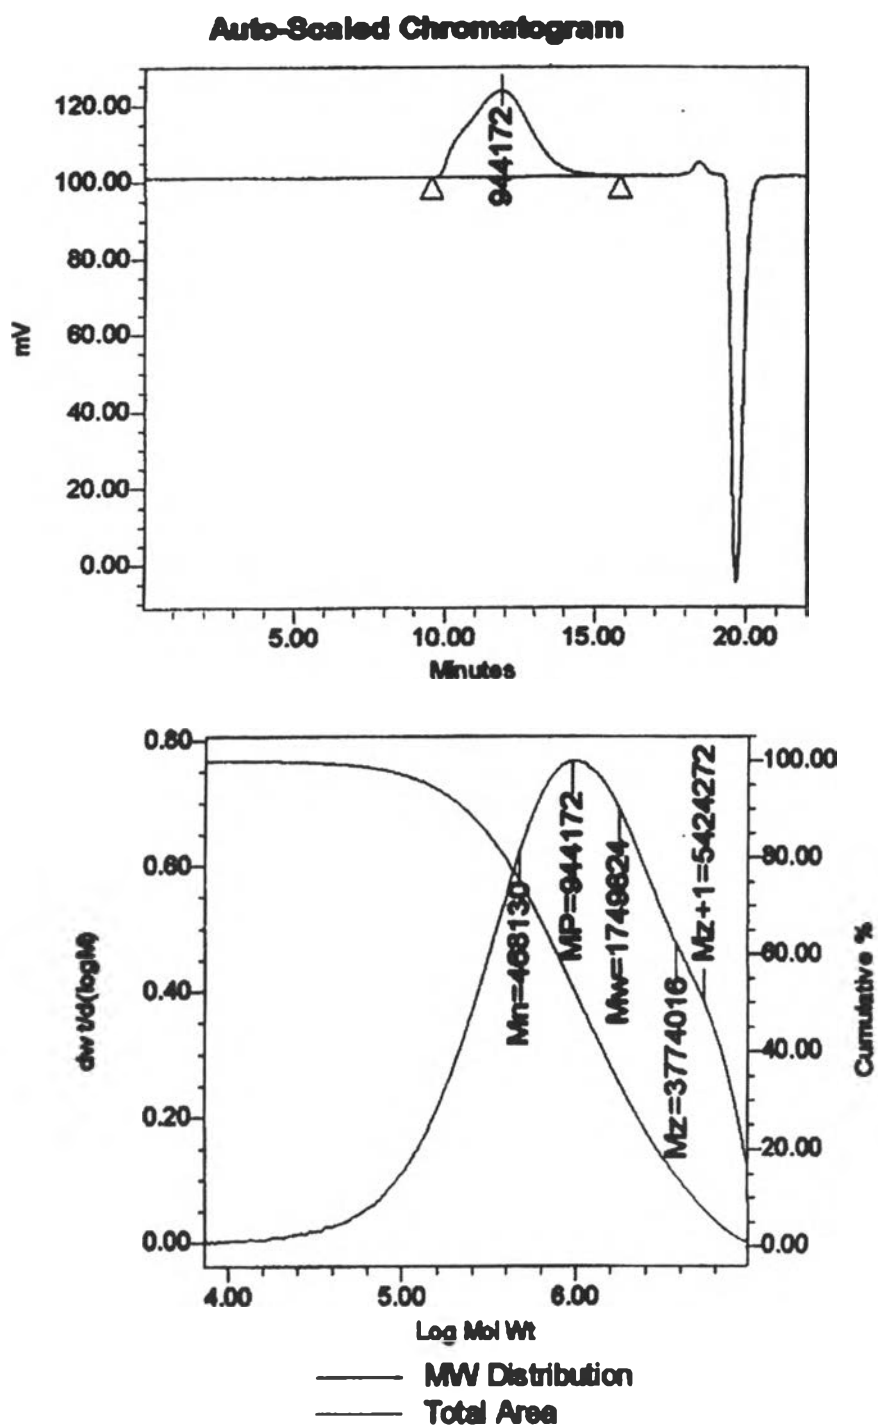 Auto-Scaled Chromatogram
120.00
100.00
80.00
60.00
40.00
20.00
0.00
mV
944172
5.00 10.00 15.00 20.00
Minutes
0.80
0.60
0.40
0.20
0.00
dwt/d(logM)
Mn=468130
MP=944172
Mw=1749624
Mz=3774016
Mz+1=5424272
100.00
80.00
60.00
40.00
20.00
0.00
Cumulative %
4.00 5.00 6.00
Log Mol Wt
MW Distribution
Total Area